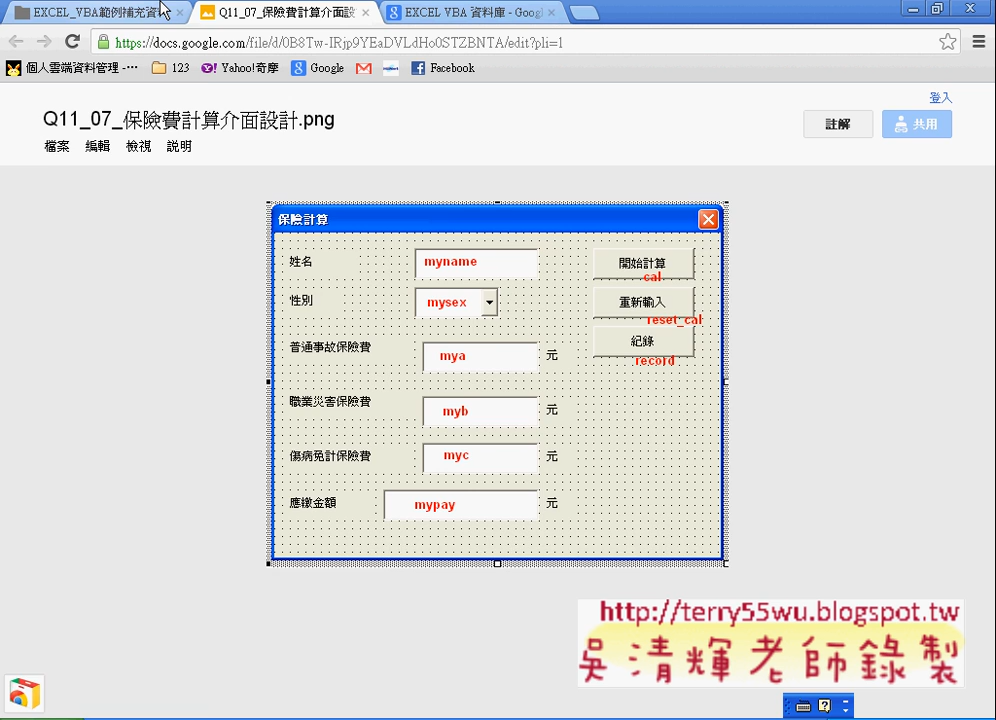 EXCEL_VBA範例補充資
Q11_07_保險費計算介面設
EXCEL VBA 資料庫 - Goog
https://docs.google.com/file/d/0B8Tw-IRjp9YEaDVLdHo0STZBNTA/edit?pli=1
個人雲端資料管理 -…
123
Yahoo!奇摩
Google
Facebook
登入
Q11_07_保險費計算介面設計.png
註解
共用
檔案 編輯 檢視 說明
保險計算
姓名 myname
開始計算
cal
性別 mysex
重新輸入
reset_cal
普通事故保險費 mya 元
紀錄
record
職業災害保險費 myb 元
傷病免計保險費 myc 元
應繳金額 mypay 元
http://terry55wu.blogspot.tw
吳清輝老師錄製